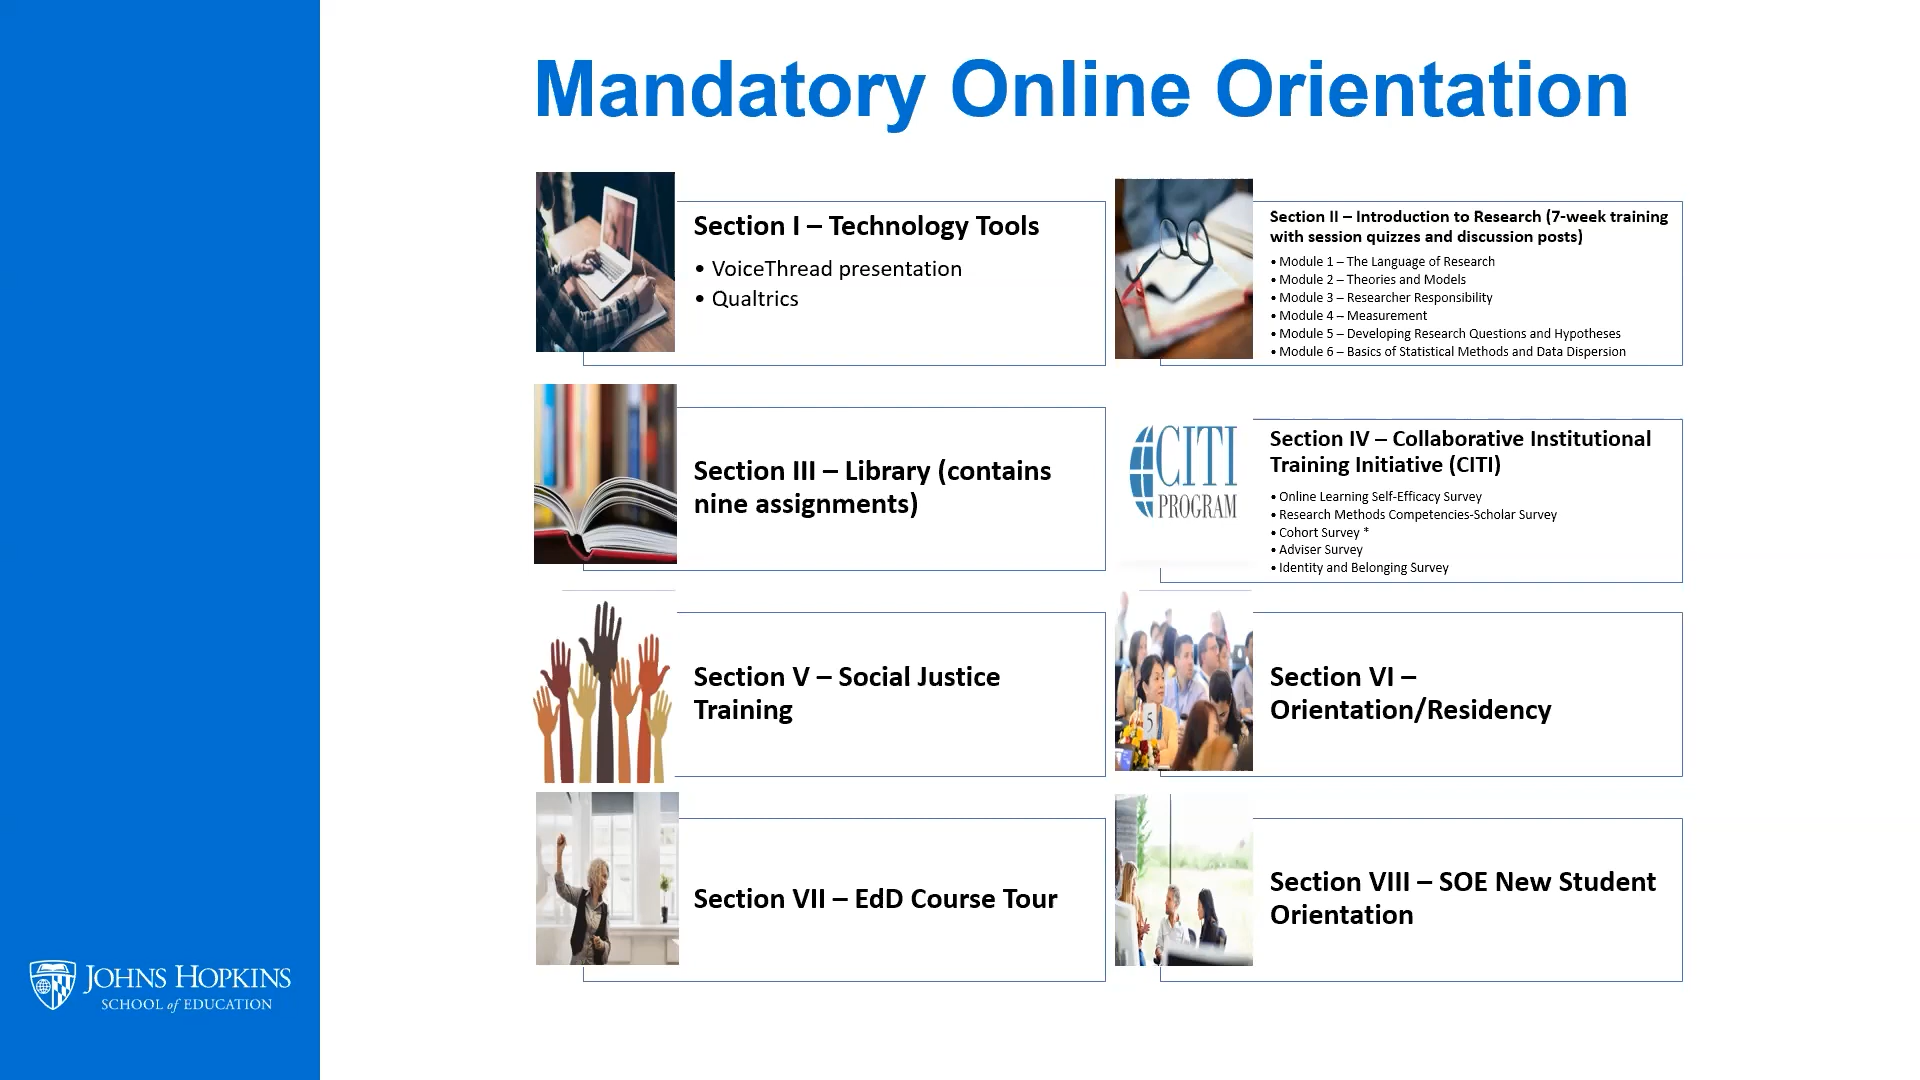 Mandatory Online Orientation
Section I – Technology Tools
• VoiceThread presentation
• Qualtrics
Section II – Introduction to Research (7-week training
with session quizzes and discussion posts)
• Module 1 – The Language of Research
• Module 2 – Theories and Models
• Module 3 – Researcher Responsibility
• Module 4 – Measurement
• Module 5 – Developing Research Questions and Hypotheses
• Module 6 – Basics of Statistical Methods and Data Dispersion
Section III – Library (contains
nine assignments)
CITI
PROGRAM
Section IV – Collaborative Institutional
Training Initiative (CITI)
• Online Learning Self-Efficacy Survey
• Research Methods Competencies-Scholar Survey
• Cohort Survey *
• Adviser Survey
• Identity and Belonging Survey
Section V – Social Justice
Training
5
Section VI –
Orientation/Residency
Section VII – EdD Course Tour
Section VIII – SOE New Student
Orientation
JOHNS HOPKINS
SCHOOL of EDUCATION